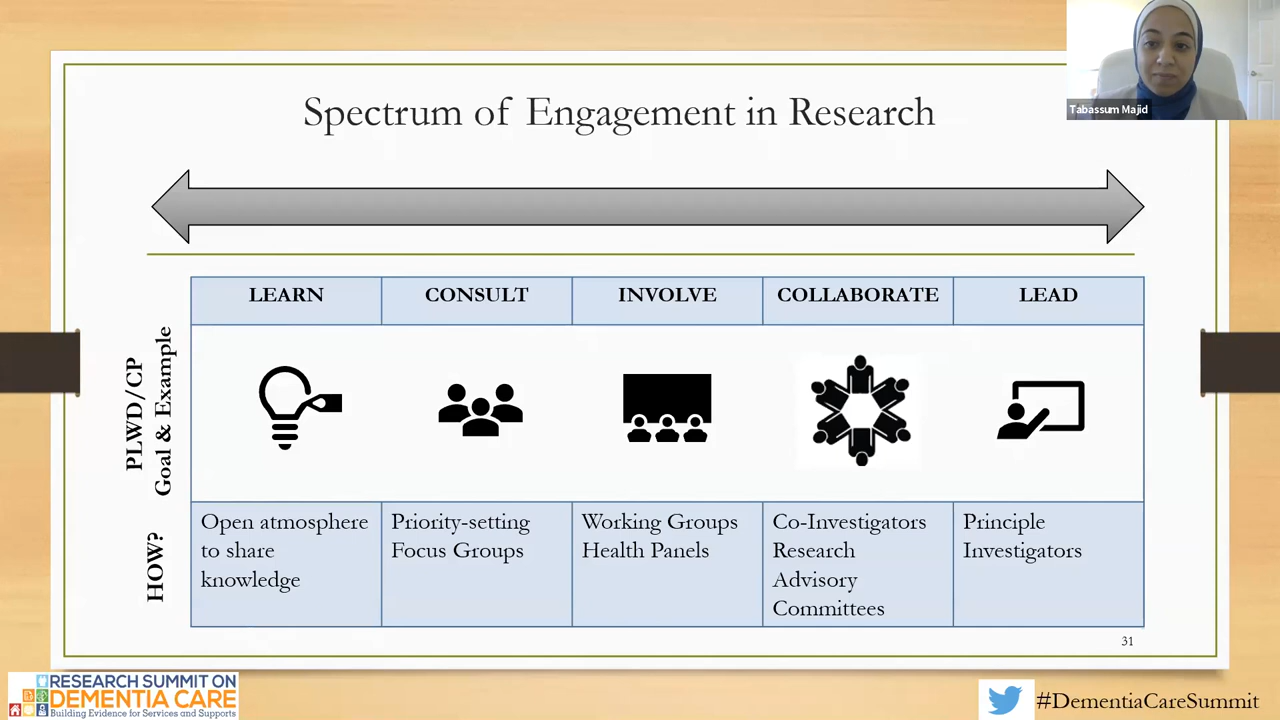 Tabassum Majid
Spectrum of Engagement in Research
LEARN
CONSULT
INVOLVE
COLLABORATE
LEAD
PLWD/CP
Goal & Example
HOW?
Open atmosphere
to share
knowledge
Priority-setting
Focus Groups
Working Groups
Health Panels
Co-Investigators
Research
Advisory
Committees
Principle
Investigators
31
RESEARCH SUMMIT ON
DEMENTIA CARE
Building Evidence for Services and Supports
#DementiaCareSummit